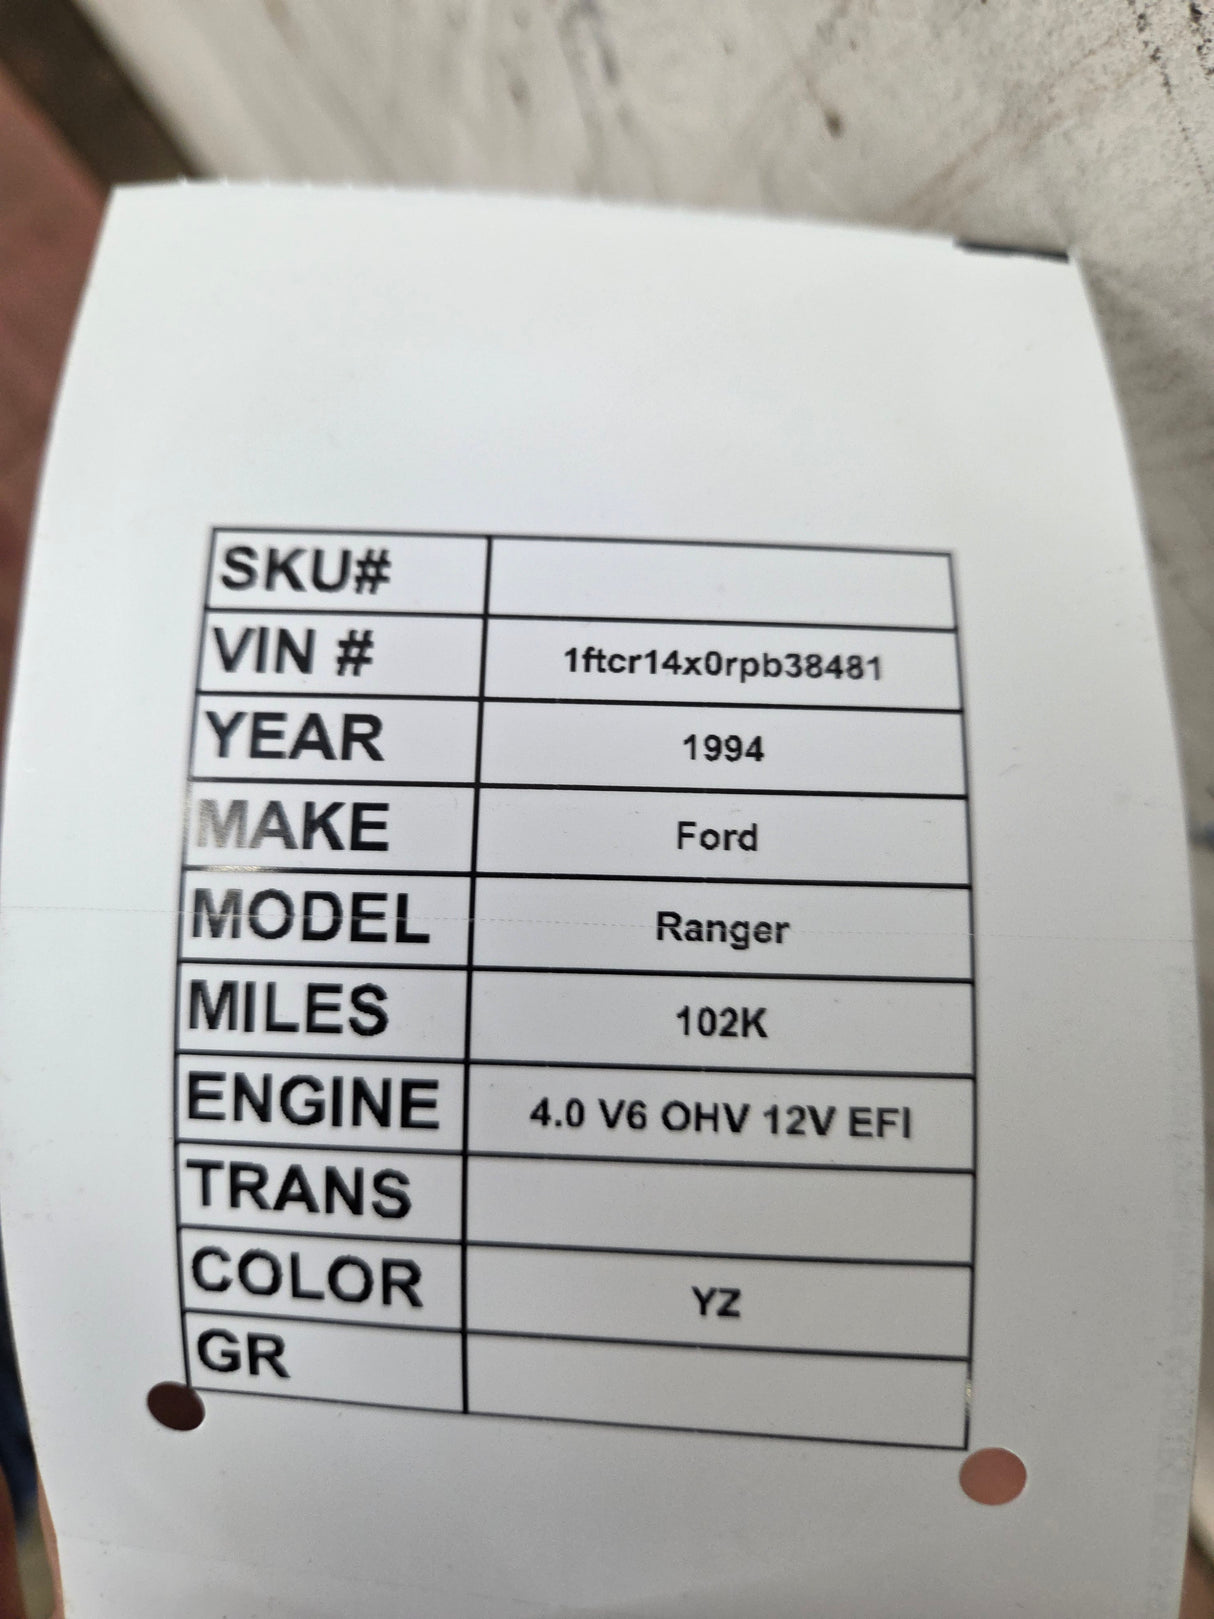 SKU#
VIN # 1ftcr14x0rpb38481
YEAR 1994
MAKE Ford
MODEL Ranger
MILES 102K
ENGINE 4.0 V6 OHV 12V EFI
TRANS
COLOR YZ
GR